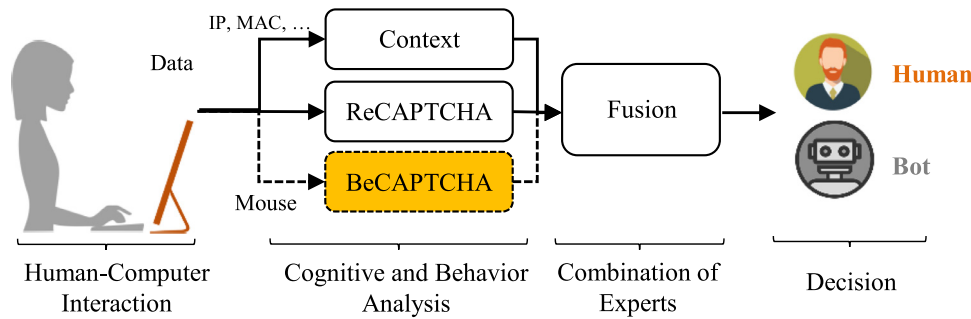 IP, MAC, ...
Data
Context
ReCAPTCHA
BeCAPTCHA
Mouse
Fusion
Human
Bot
Human-Computer
Interaction
Cognitive and Behavior
Analysis
Combination of
Experts
Decision